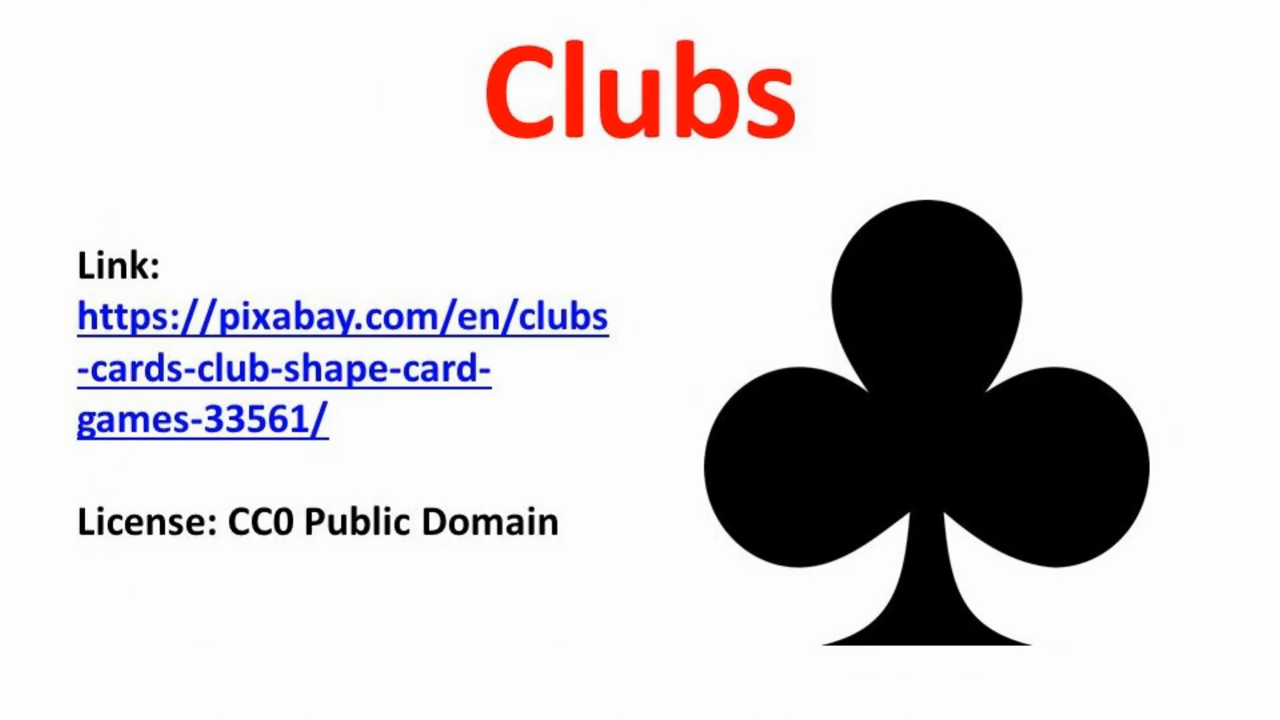 Clubs
Link:
https://pixabay.com/en/clubs
-cards-club-shape-card-
games-33561/
License: CC0 Public Domain